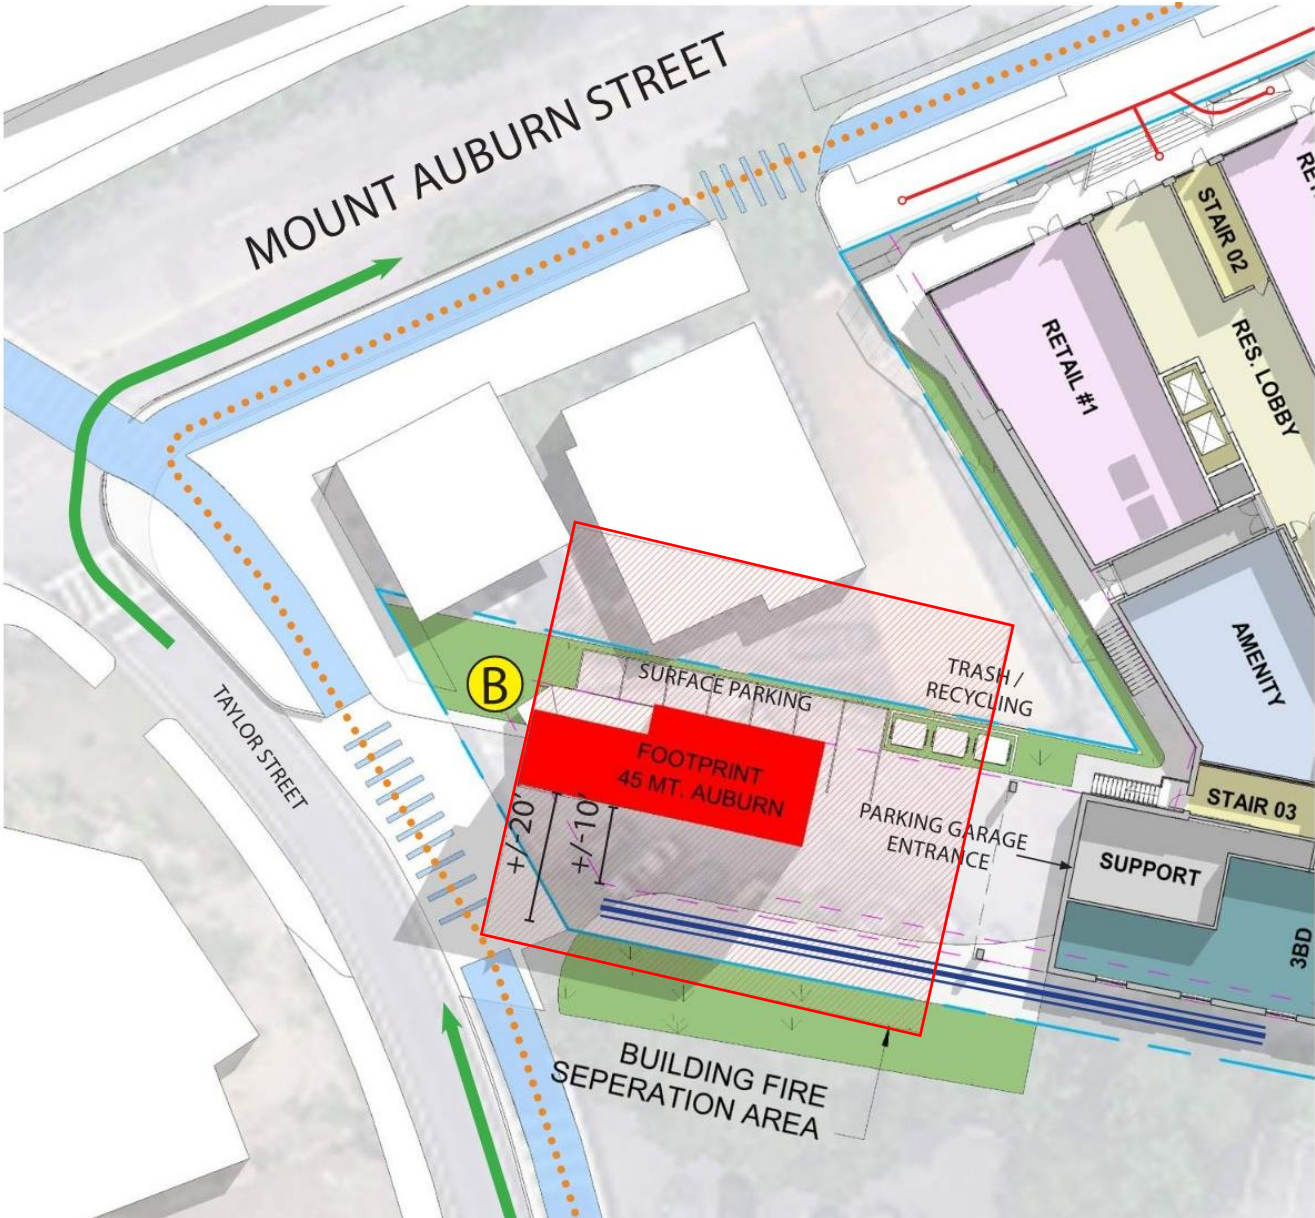 MOUNT AUBURN STREET
STAIR 02
RETAIL #1
RES. LOBBY
AMENITY
TRASH /
RECYCLING
SURFACE PARKING
B
TAYLOR STREET
FOOTPRINT
45 MT. AUBURN
+/-20'
+/-10'
PARKING GARAGE
ENTRANCE
STAIR 03
SUPPORT
3BD
BUILDING FIRE
SEPERATION AREA